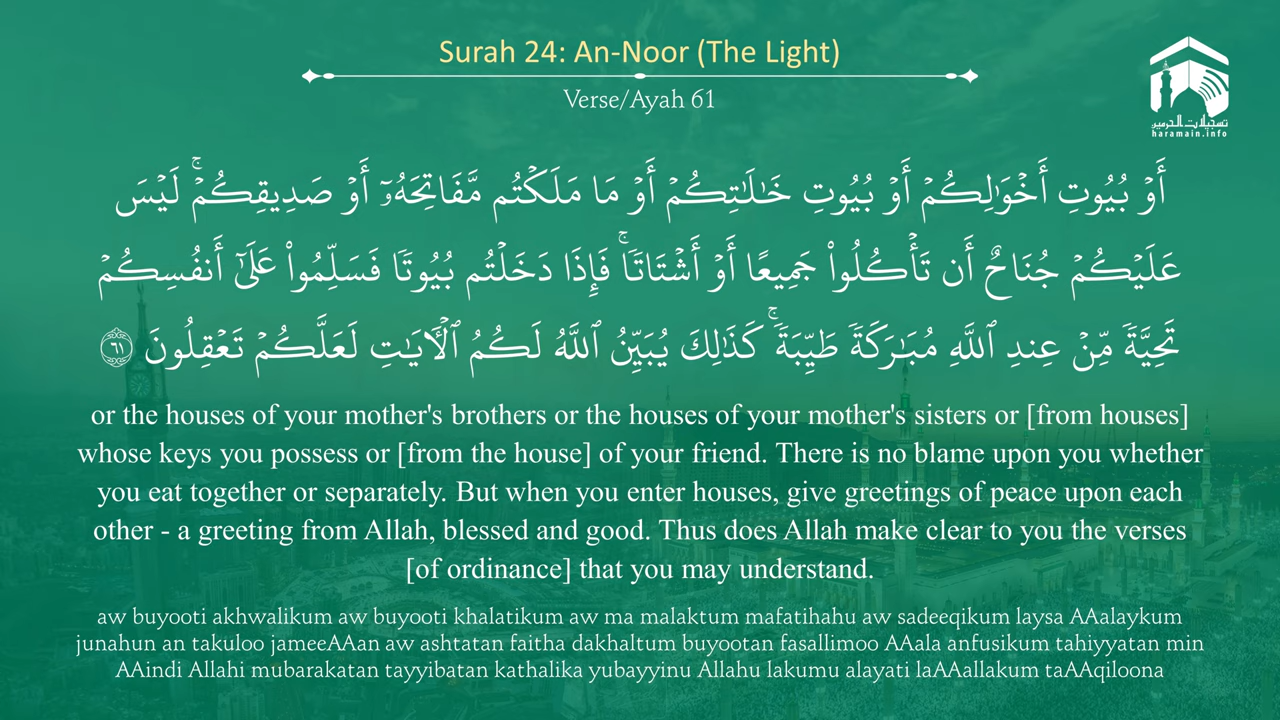 Surah 24: An-Noor (The Light)
Verse/Ayah 61
تسجيلات الحرمين
haramain.info
أَوْ بُيُوتِ أَخْوَٰلِكُمْ أَوْ بُيُوتِ خَـٰلَـٰتِكُمْ أَوْ مَا مَلَكْتُم مَّفَاتِحَهُۥٓ أَوْ صَدِيقِكُمْ ۚ لَيْسَ
عَلَيْكُمْ جُنَاحٌ أَن تَأْكُلُوا۟ جَمِيعًا أَوْ أَشْتَاتًا ۚ فَإِذَا دَخَلْتُم بُيُوتًا فَسَلِّمُوا۟ عَلَىٰٓ أَنفُسِكُمْ
تَحِيَّةً مِّنْ عِندِ ٱللَّهِ مُبَـٰرَكَةً طَيِّبَةً ۚ كَذَٰلِكَ يُبَيِّنُ ٱللَّهُ لَكُمُ ٱلْـَٔايَـٰتِ لَعَلَّكُمْ تَعْقِلُونَ ٦١
or the houses of your mother's brothers or the houses of your mother's sisters or [from houses]
whose keys you possess or [from the house] of your friend. There is no blame upon you whether
you eat together or separately. But when you enter houses, give greetings of peace upon each
other - a greeting from Allah, blessed and good. Thus does Allah make clear to you the verses
[of ordinance] that you may understand.
aw buyooti akhwalikum aw buyooti khalatikum aw ma malaktum mafatihahu aw sadeeqikum laysa AAalaykum
junahun an takuloo jameeAAan aw ashtatan faitha dakhaltum buyootan fasallimoo AAala anfusikum tahiyyatan min
AAindi Allahi mubarakatan tayyibatan kathalika yubayyinu Allahu lakumu alayati laAAallakum taAAqiloona